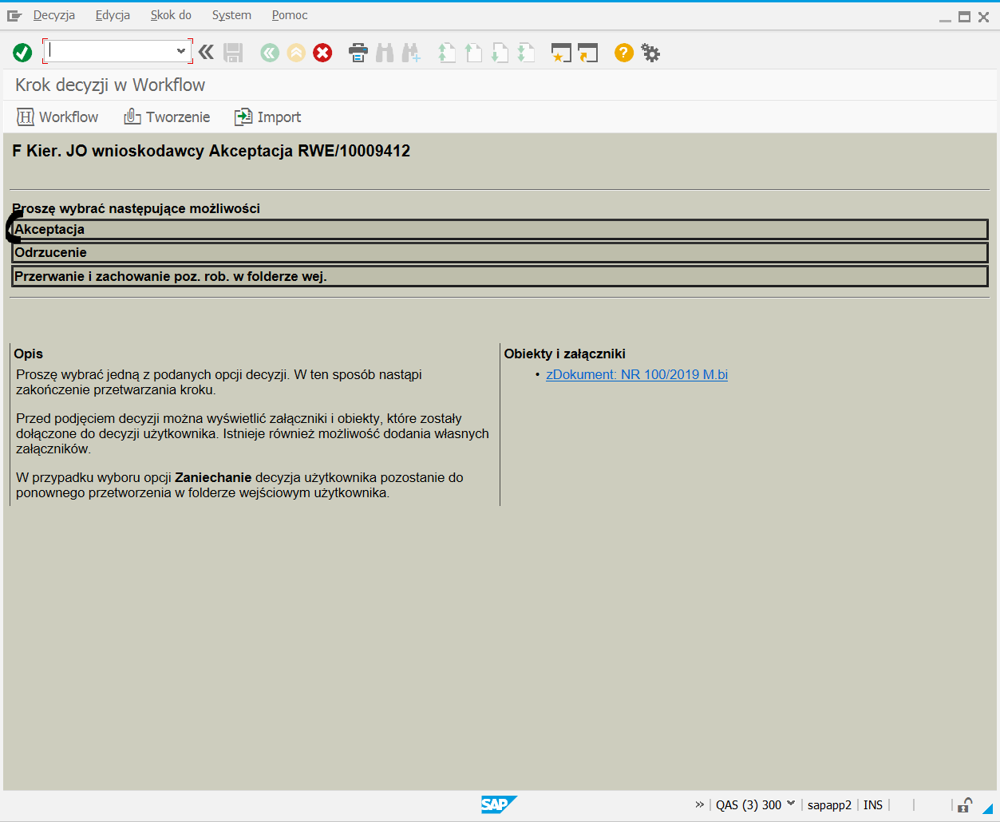 Decyzja Edycja Skok do System Pomoc
Krok decyzji w Workflow
Workflow Tworzenie Import
F Kier. JO wnioskodawcy Akceptacja RWE/10009412
Proszę wybrać następujące możliwości
Akceptacja
Odrzucenie
Przerwanie i zachowanie poz. rob. w folderze wej.
Opis
Proszę wybrać jedną z podanych opcji decyzji. W ten sposób nastąpi
zakończenie przetwarzania kroku.
Przed podjęciem decyzji można wyświetlić załączniki i obiekty, które zostały
dołączone do decyzji użytkownika. Istnieje również możliwość dodania własnych
załączników.
W przypadku wyboru opcji Zaniechanie decyzja użytkownika pozostanie do
ponownego przetworzenia w folderze wejściowym użytkownika.
Obiekty i załączniki
• zDokument: NR 100/2019 M.bi
SAP
QAS (3) 300 sapapp2 INS